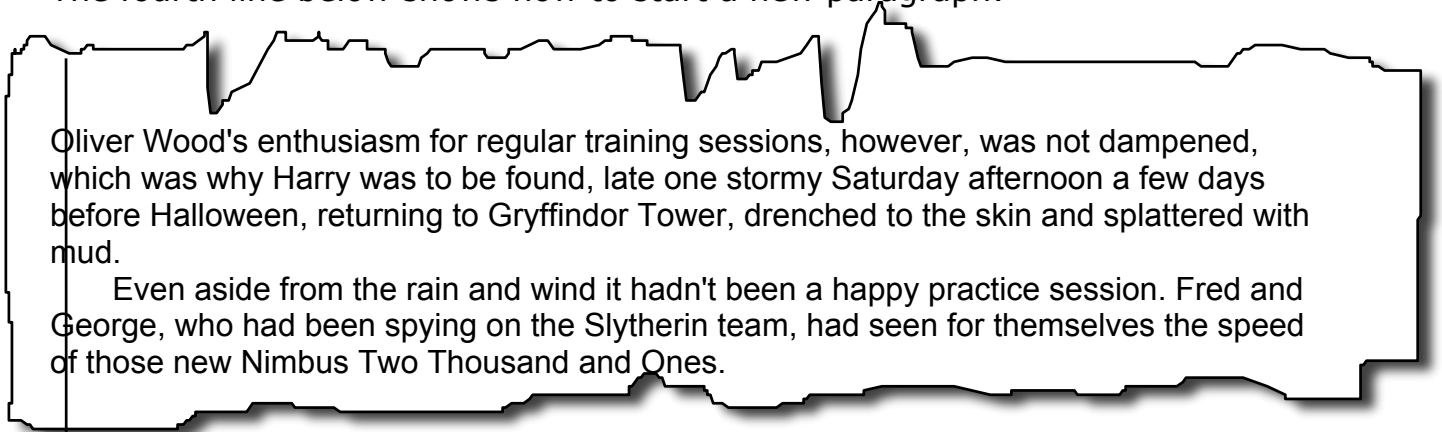 The fourth line below shows how to start a new paragraph.
Oliver Wood's enthusiasm for regular training sessions, however, was not dampened,
which was why Harry was to be found, late one stormy Saturday afternoon a few days
before Halloween, returning to Gryffindor Tower, drenched to the skin and splattered with
mud.
Even aside from the rain and wind it hadn't been a happy practice session. Fred and
George, who had been spying on the Slytherin team, had seen for themselves the speed
of those new Nimbus Two Thousand and Ones.